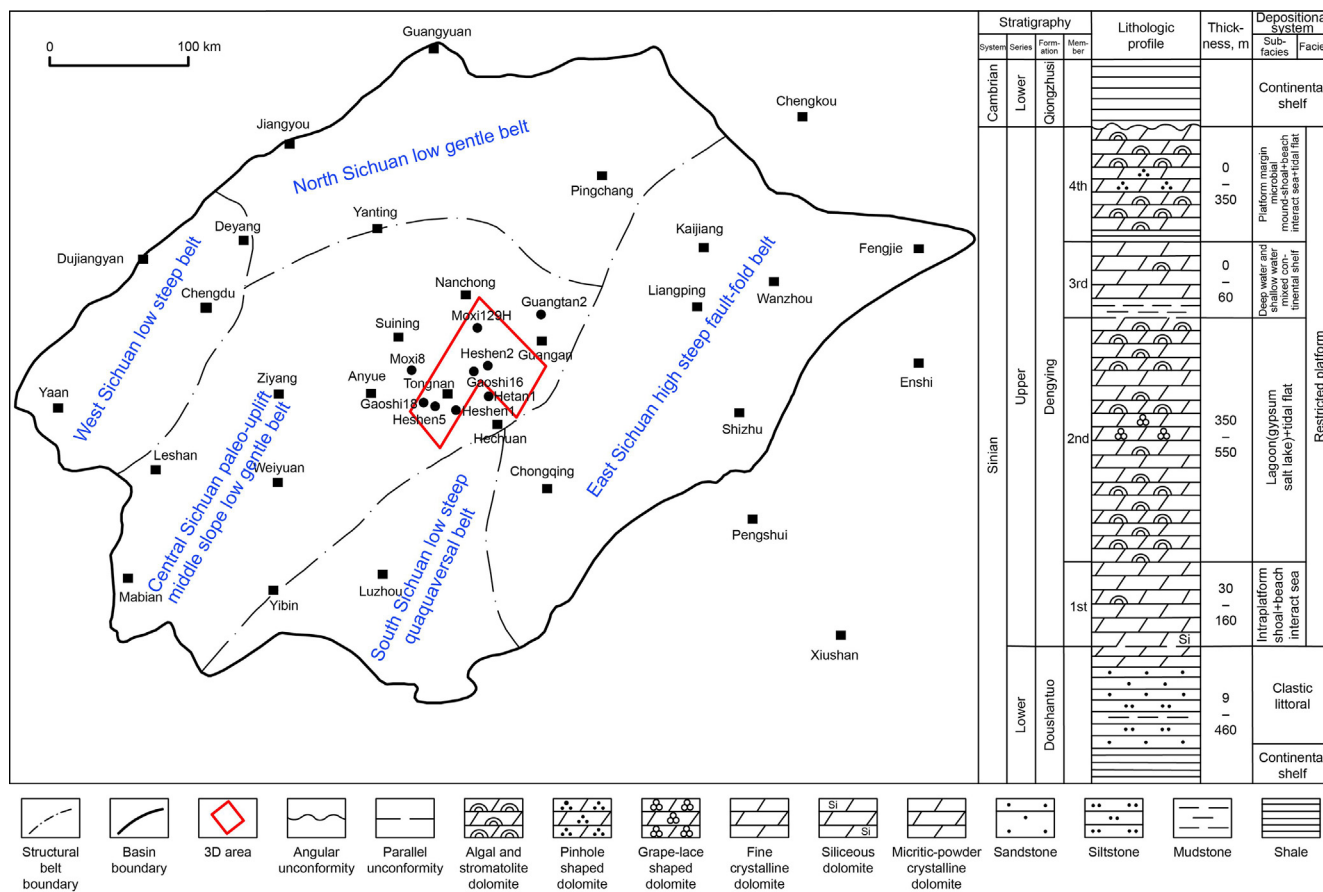 0
100 km
Guangyuan
Chengkou
Jiangyou
North Sichuan low gentle belt
Pingchang
Deyang
Yanting
Kaijiang
Fengjie
Dujiangyan
West Sichuan low steep belt
Chengdu
Nanchong
Guangtan2
Liangping
Wanzhou
Moxi129H
Suining
Guangan
Moxi8
Heshen2
Enshi
Ziyang
Anyue
Tongnan
Gaoshi16
Yaan
Gaoshi18
Hetan1
Heshen5
Heshen1
Shizhu
Hechuan
East Sichuan high steep fault-fold belt
Leshan
Weiyuan
Chongqing
Central Sichuan paleo-uplift
middle slope low gentle belt
South Sichuan low steep
quaquaversal belt
Pengshui
Mabian
Yibin
Luzhou
Xiushan
Stratigraphy
System
Series
For-
mation
Me-
mber
Lithologic
profile
Thick-
ness, m
Depositional
system
Sub-
facies
Facies
Cambrian
Lower
Qiongzhusi
Continental
shelf
Sinian
Upper
Dengying
4th
0
–
350
Platform margin
microbial
mound-shoal+beach
interact sea+tidal flat
Restricted platform
3rd
0
–
60
Deep water and
shallow water
mixed con-
tinmental shelf
2nd
350
–
550
Lagoon(gypsum
salt lake)+tidal flat
1st
Si
30
–
160
Intraplatform
shoal+beach
interact sea
Lower
Doushantuo
9
–
460
Clastic
littoral
Continental
shelf
Si
Si
Structural
belt
boundary
Basin
boundary
3D area
Angular
unconformity
Parallel
unconformity
Algal and
stromatolite
dolomite
Pinhole
shaped
dolomite
Grape-lace
shaped
dolomite
Fine
crystalline
dolomite
Siliceous
dolomite
Micritic-powder
crystalline
dolomite
Sandstone
Siltstone
Mudstone
Shale